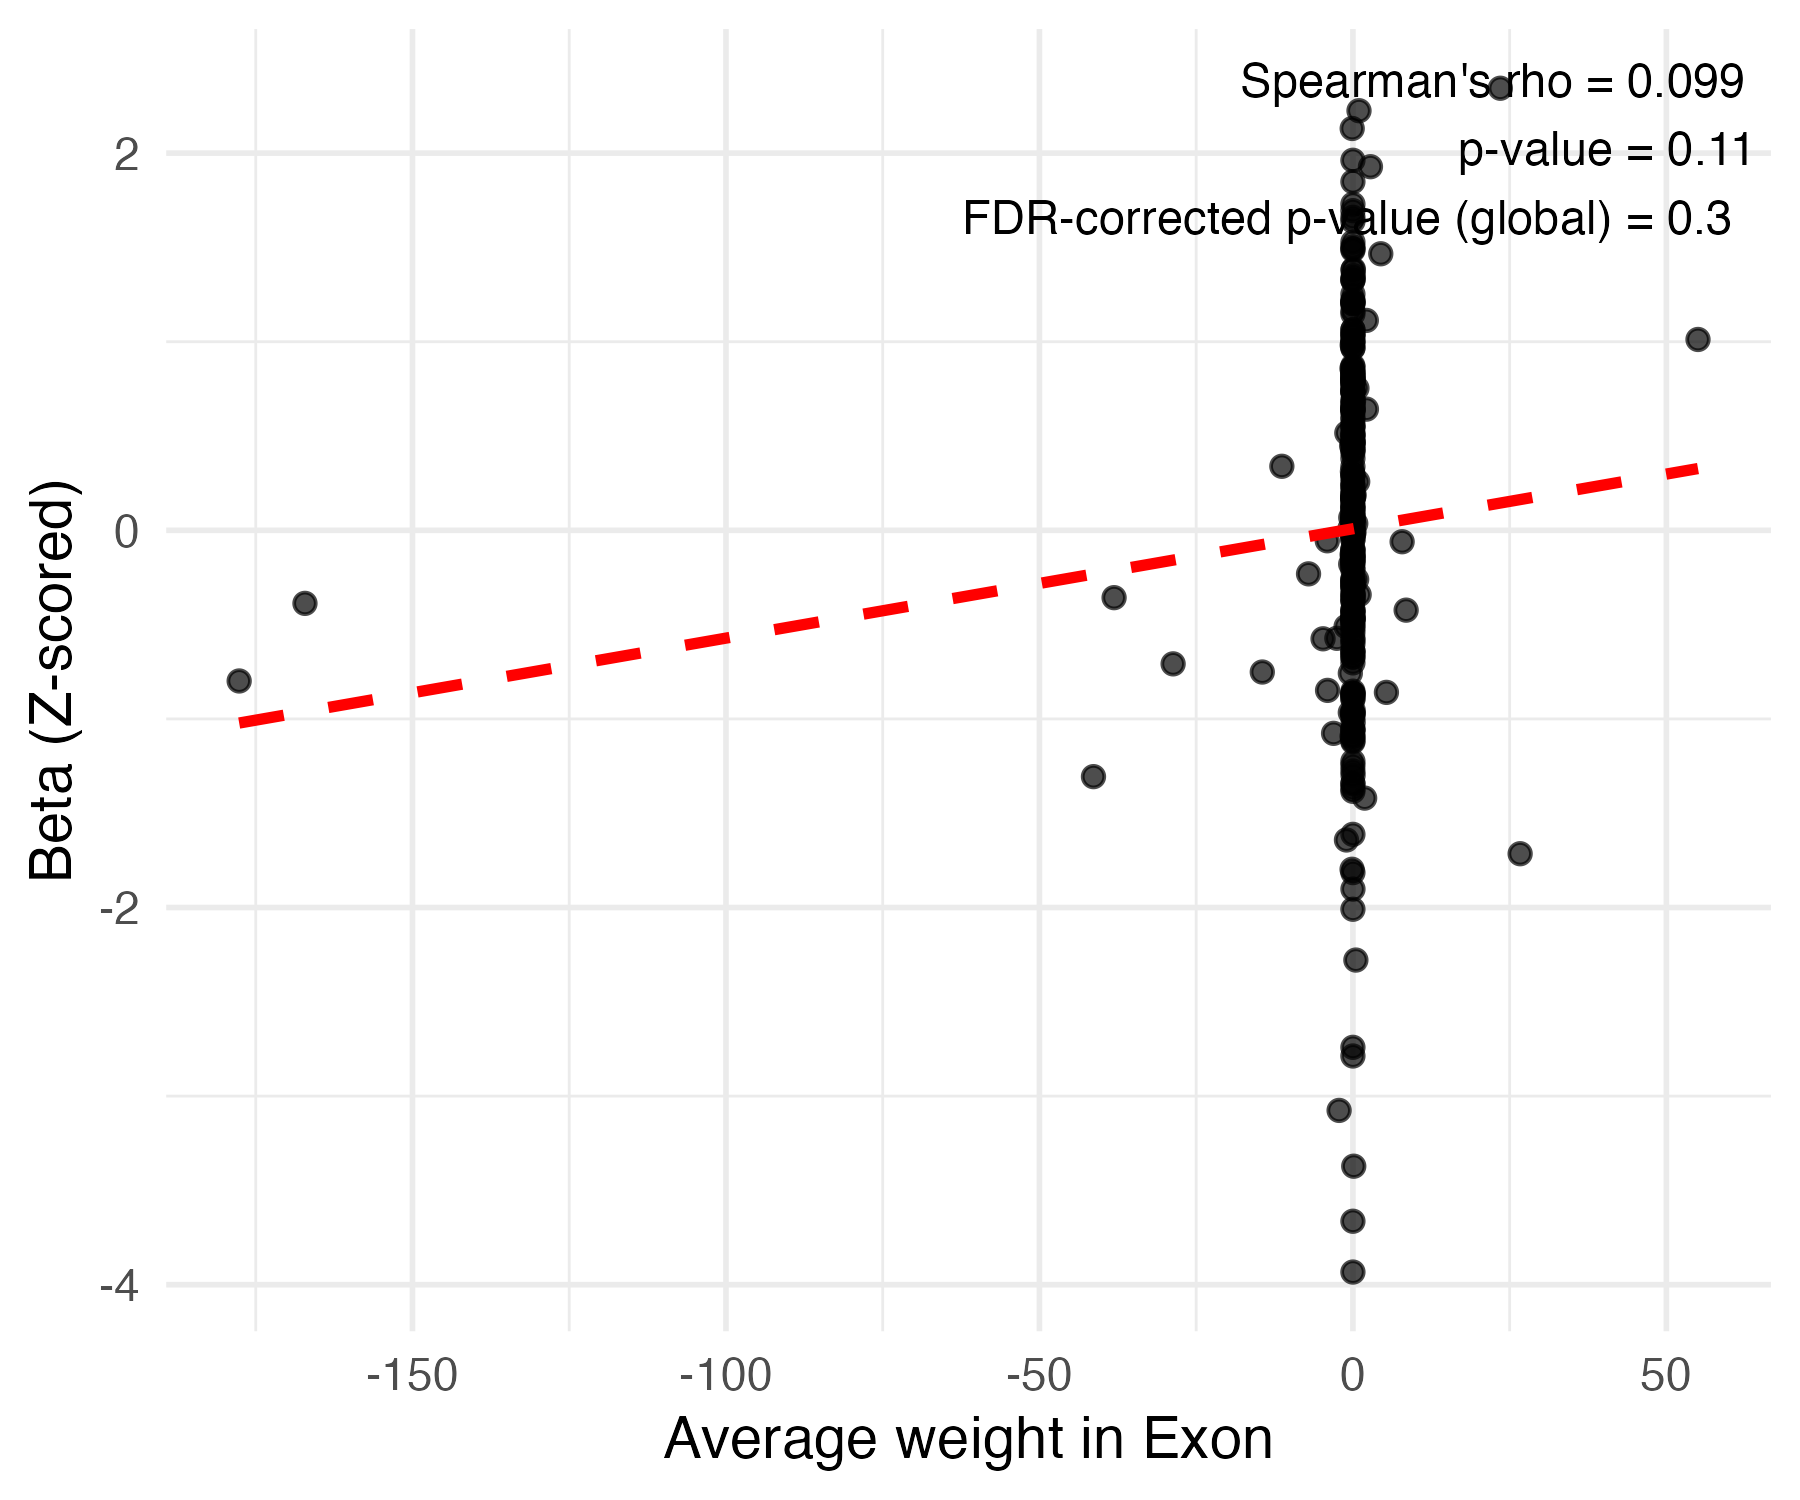 Spearman's rho = 0.099
p-value = 0.11
FDR-corrected p-value (global) = 0.3
2
0
-2
-4
Beta (Z-scored)
-150 -100 -50 0 50
Average weight in Exon